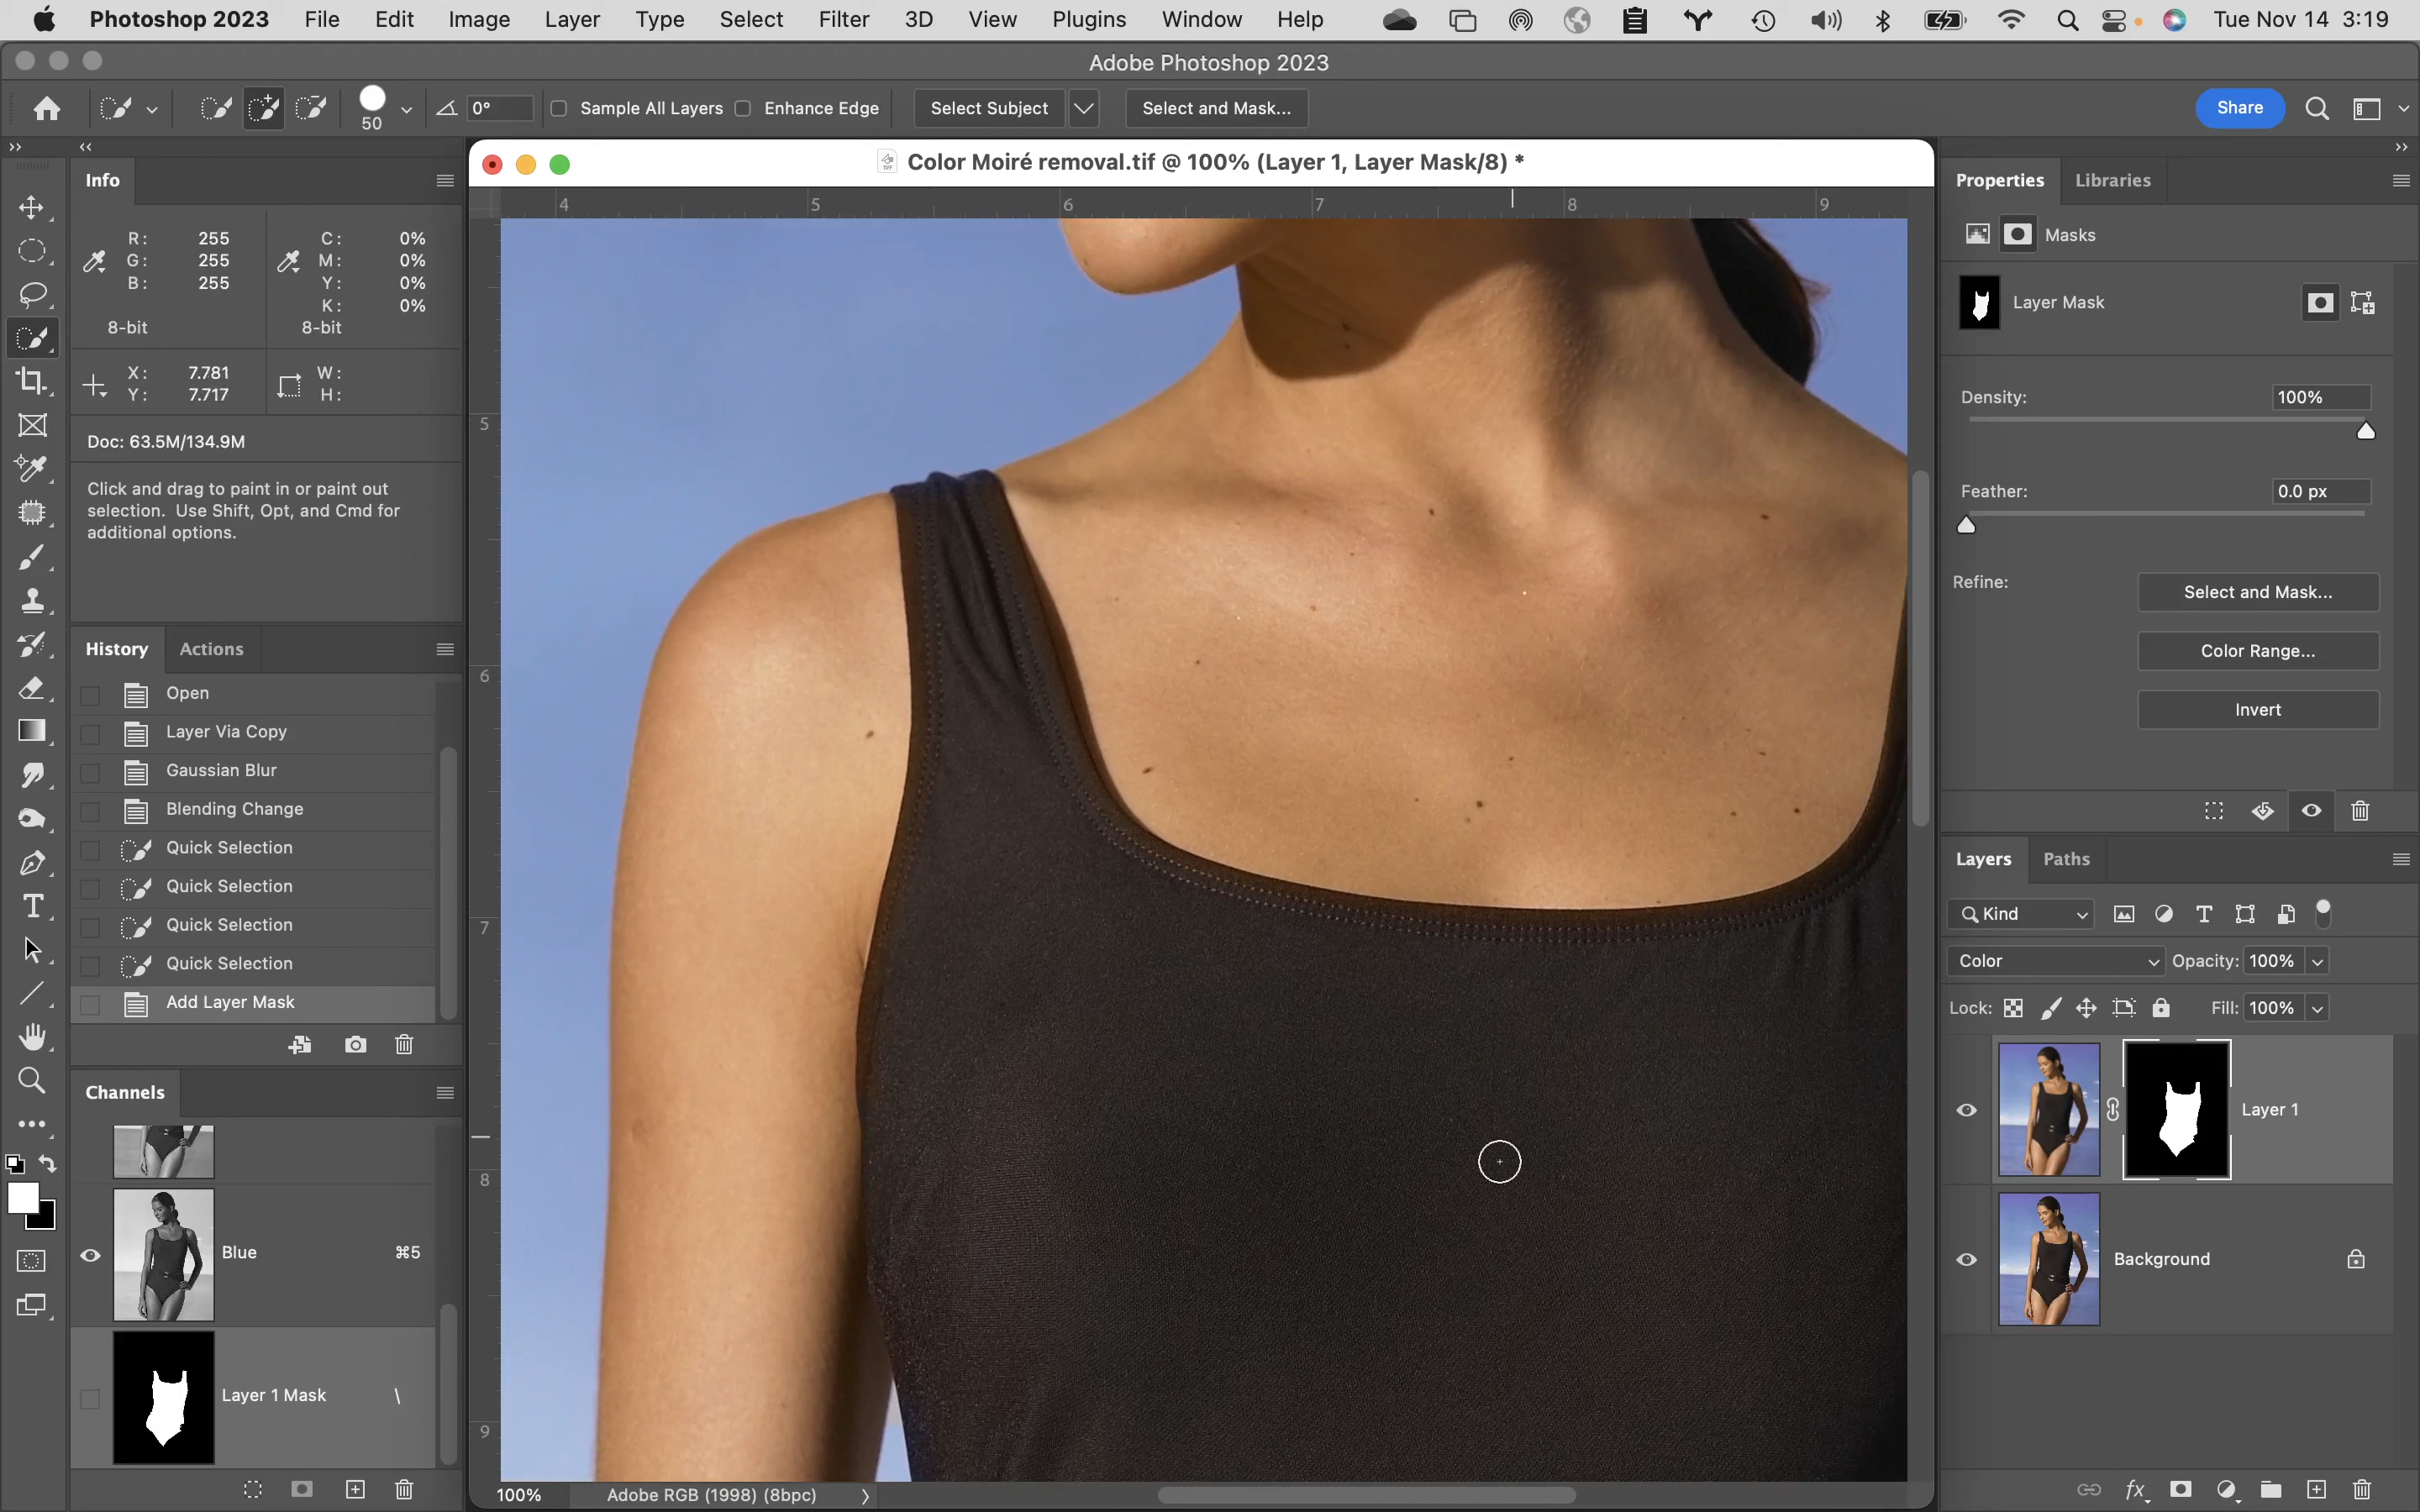 Photoshop 2023 File Edit Image Layer Type Select Filter 3D View Plugins Window Help Tue Nov 14 3:19
Adobe Photoshop 2023
50
0°
Sample All Layers
Enhance Edge
Select Subject
Select and Mask...
Share
Info
R: 255 C: 0%
G: 255 M: 0%
B: 255 Y: 0%
K: 0%
8-bit 8-bit
X: 7.781 W:
Y: 7.717 H:
Doc: 63.5M/134.9M
Click and drag to paint in or paint out
selection. Use Shift, Opt, and Cmd for
additional options.
History Actions
Open
Layer Via Copy
Gaussian Blur
Blending Change
Quick Selection
Quick Selection
Quick Selection
Quick Selection
Add Layer Mask
Channels
Blue ⌘5
Layer 1 Mask \
Color Moiré removal.tif @ 100% (Layer 1, Layer Mask/8) *
4 5 6 7 8 9
5
6
7
8
9
100% Adobe RGB (1998) (8bpc)
Properties Libraries
Masks
Layer Mask
Density: 100%
Feather: 0.0 px
Refine: Select and Mask...
Color Range...
Invert
Layers Paths
Kind
Color Opacity: 100%
Lock: Fill: 100%
Layer 1
Background
fx